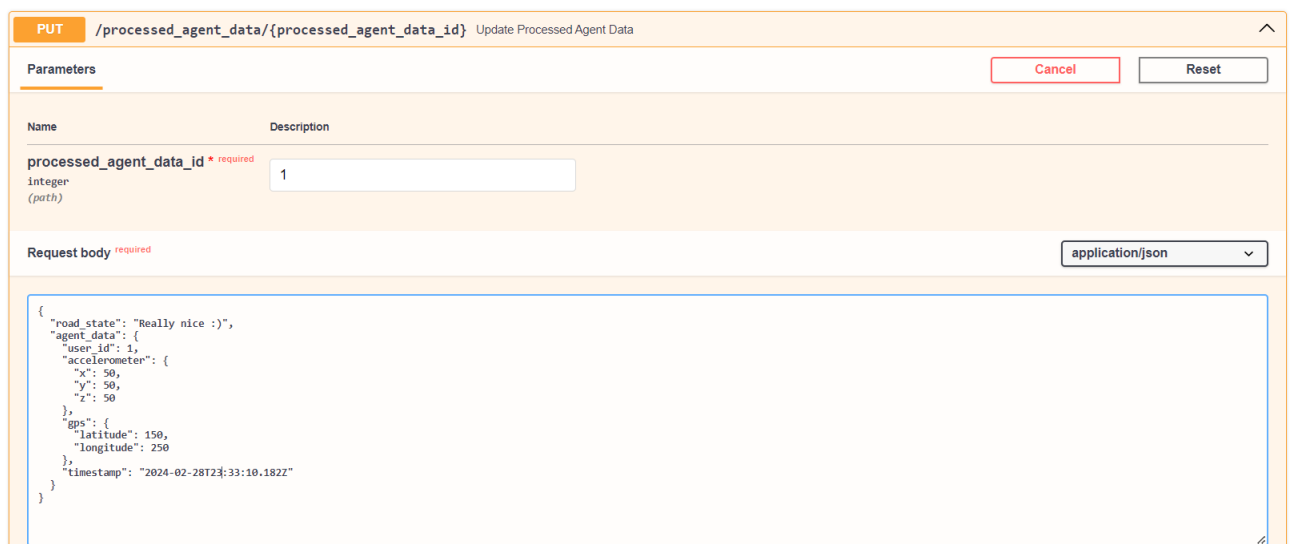 PUT /processed_agent_data/{processed_agent_data_id} Update Processed Agent Data
Parameters Cancel Reset
Name Description
processed_agent_data_id * required
integer
(path)
1
Request body required application/json
{
  "road_state": "Really nice :)",
  "agent_data": {
    "user_id": 1,
    "accelerometer": {
      "x": 50,
      "y": 50,
      "z": 50
    },
    "gps": {
      "latitude": 150,
      "longitude": 250
    },
    "timestamp": "2024-02-28T23:33:10.182Z"
  }
}